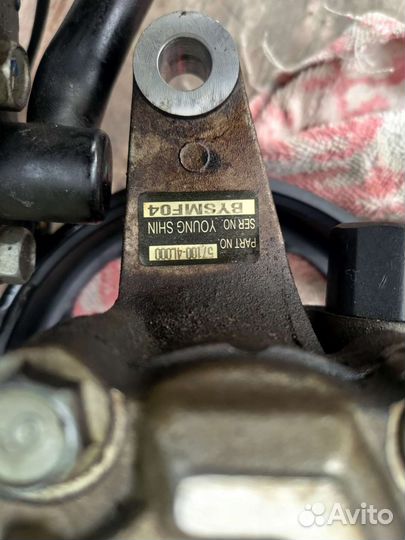 PART NO. 57100-4L000
SER NO. YOUNG SHIN
BYSMF04
Avito